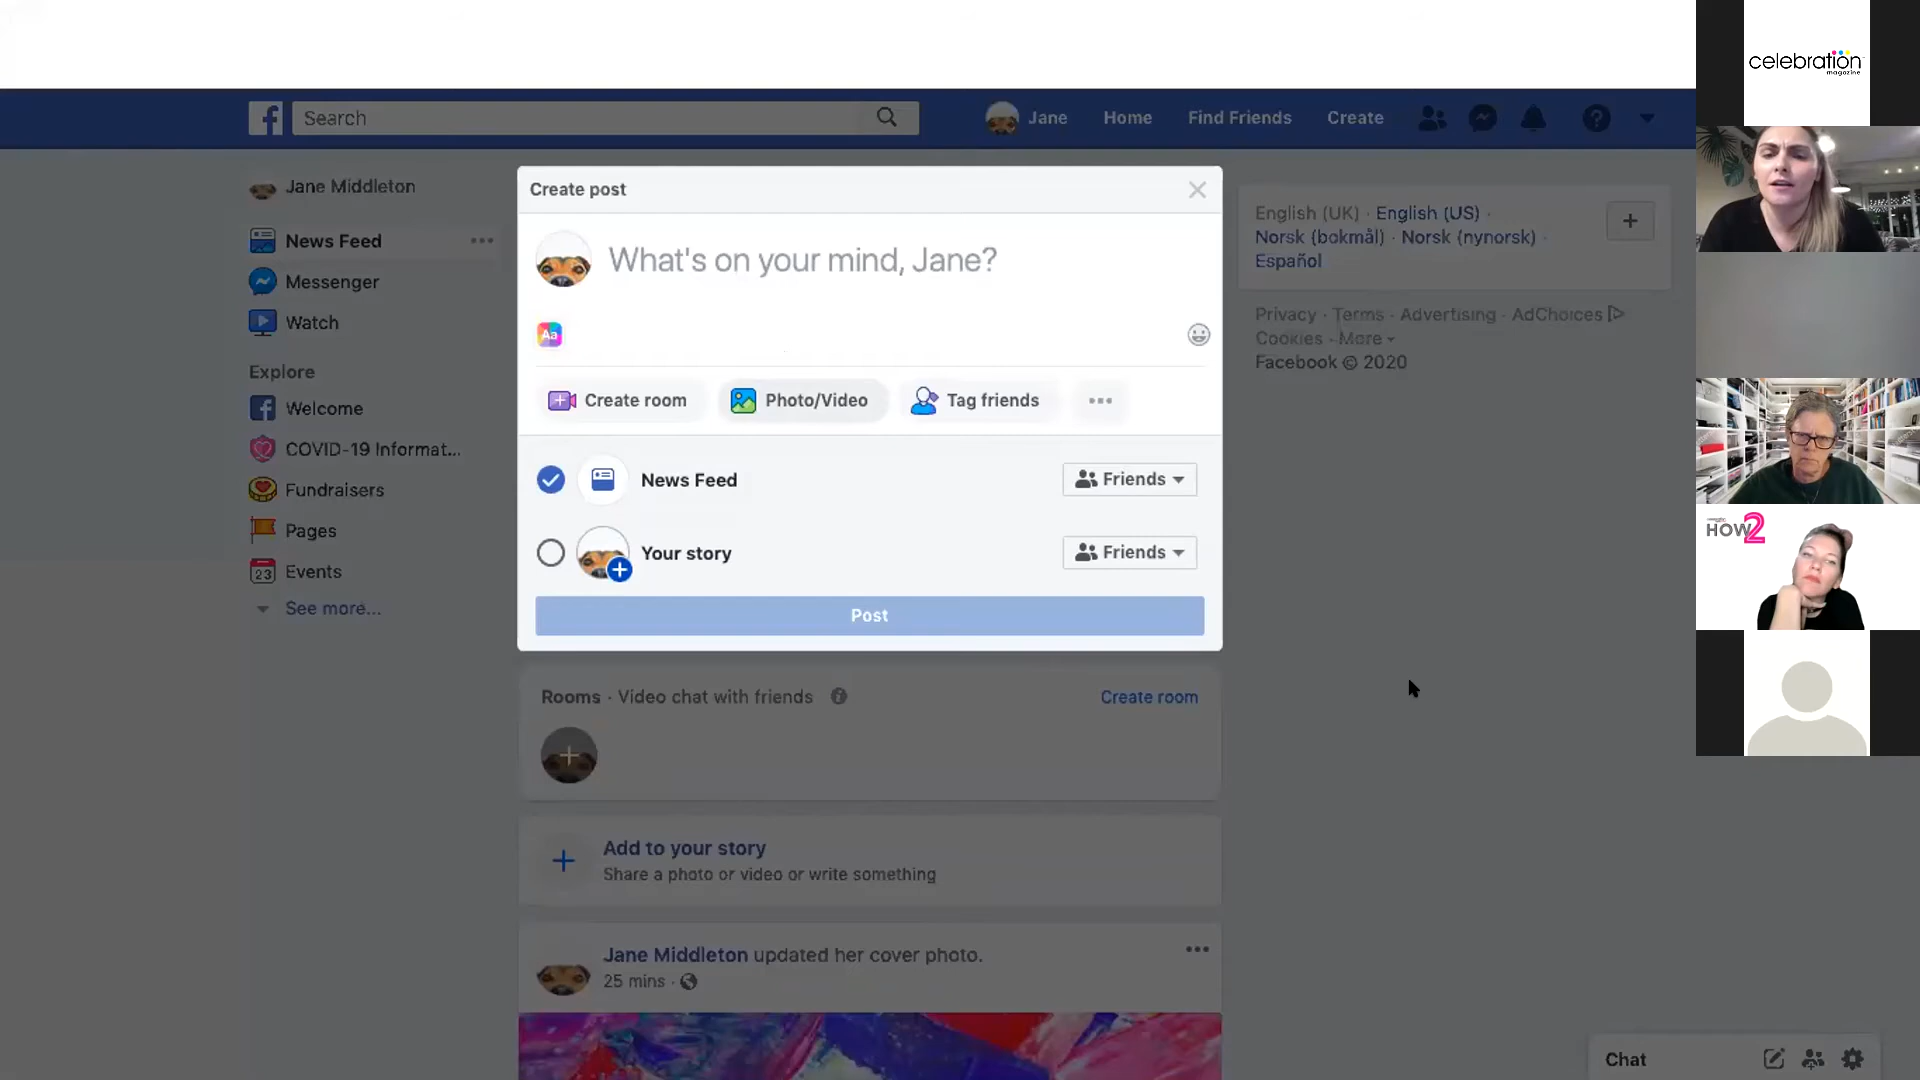 Search
Jane
Home
Find Friends
Create
Jane Middleton
News Feed
Messenger
Watch
Explore
Welcome
COVID-19 Informat...
Fundraisers
Pages
23 Events
See more...
Create post
What's on your mind, Jane?
Aa
Create room
Photo/Video
Tag friends
News Feed
Friends
Your story
Friends
Post
Rooms · Video chat with friends
Create room
Add to your story
Share a photo or video or write something
Jane Middleton updated her cover photo.
25 mins ·
English (UK) · English (US) ·
Norsk (bokmål) · Norsk (nynorsk) ·
Español
Privacy · Terms · Advertising · AdChoices
Cookies · More
Facebook © 2020
Chat
celebration
magazine
HOW2